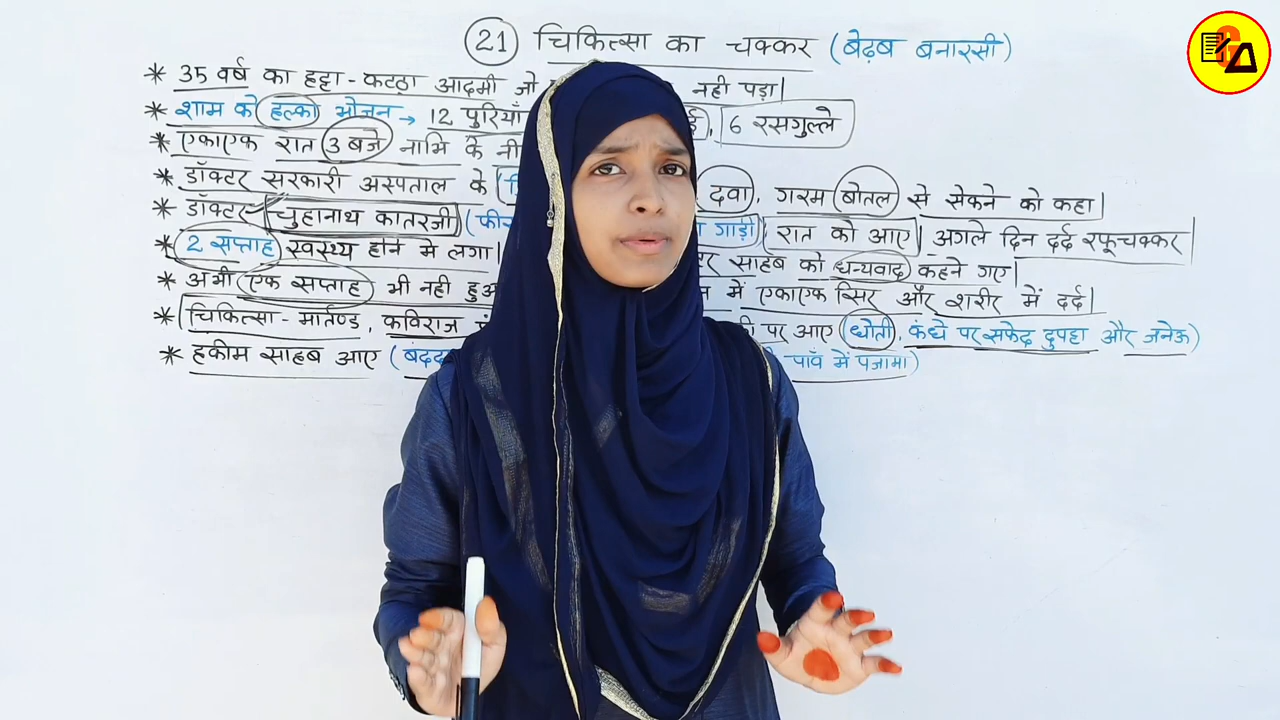 21 चिकित्सा का चक्कर (बेढ़ब बनारसी)
* 35 वर्ष का हट्टा-कट्ठा आदमी जो नही पड़ा|
* शाम को हल्का भोजन → 12 पुरियाँ , 6 रसगुल्ले
* एकाएक रात 3 बजे नाभि के
* डॉक्टर सरकारी अस्पताल के दवा, गरम बोतल से सेकने को कहा|
* डॉक्टर चुहानाथ कातरजी गाड़ी) रात को आए| अगले दिन दर्द रफूचक्कर|
* 2 सप्ताह स्वस्थ्य होने मे लगा| साहब को धन्यवाद कहने गए|
* अभी एक सप्ताह भी नही में एकाएक सिर और शरीर में दर्द|
* चिकित्सा-मार्तण्ड, कविराज पर आए (धोती, कंधे पर सफेद दुपट्टा और जनेऊ)
* हकीम साहब आए पाँव में पजामा)